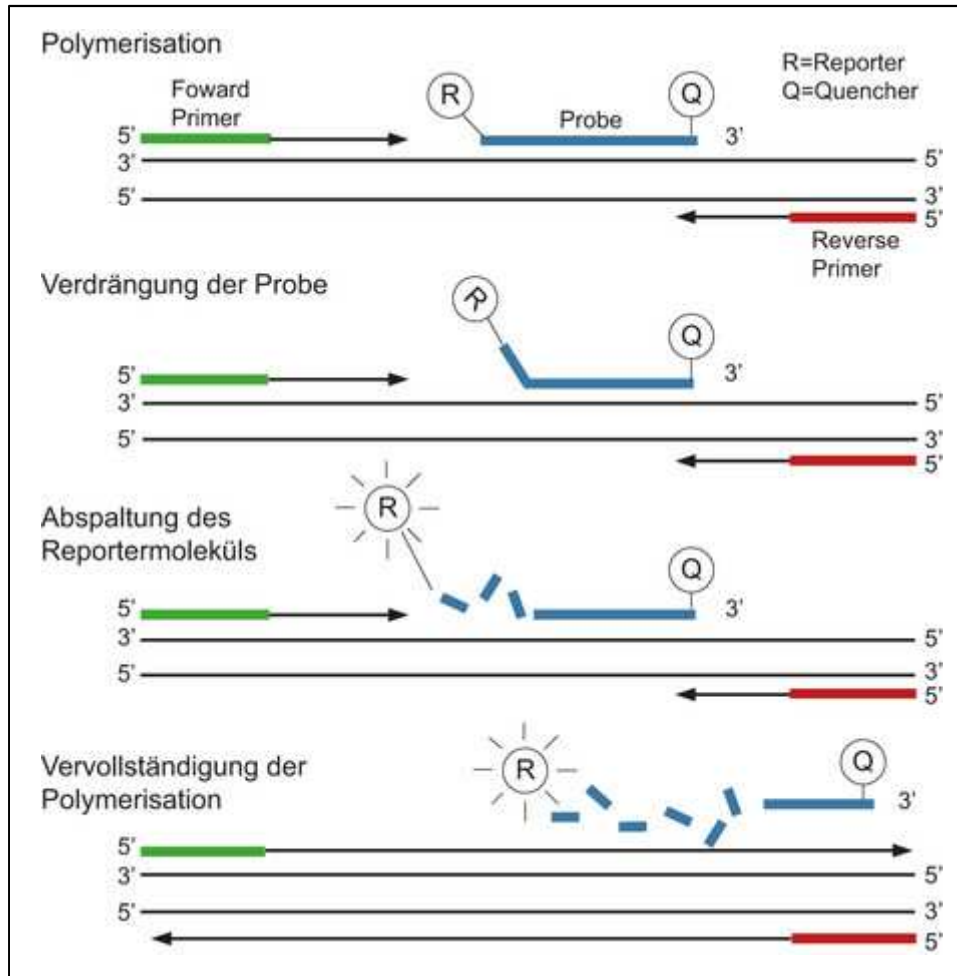 Polymerisation
R=Reporter
Q=Quencher
Foward
Primer
R
Q
Probe
5’
3’
3’
5’
5’
3’
5’
Reverse
Primer
Verdrängung der Probe
R
Q
5’
3’
3’
5’
5’
3’
5’
Abspaltung des
Reportermoleküls
R
Q
5’
3’
3’
5’
5’
3’
5’
Vervollständigung der
Polymerisation
R
Q
3’
5’
3’
5’
5’
3’
5’